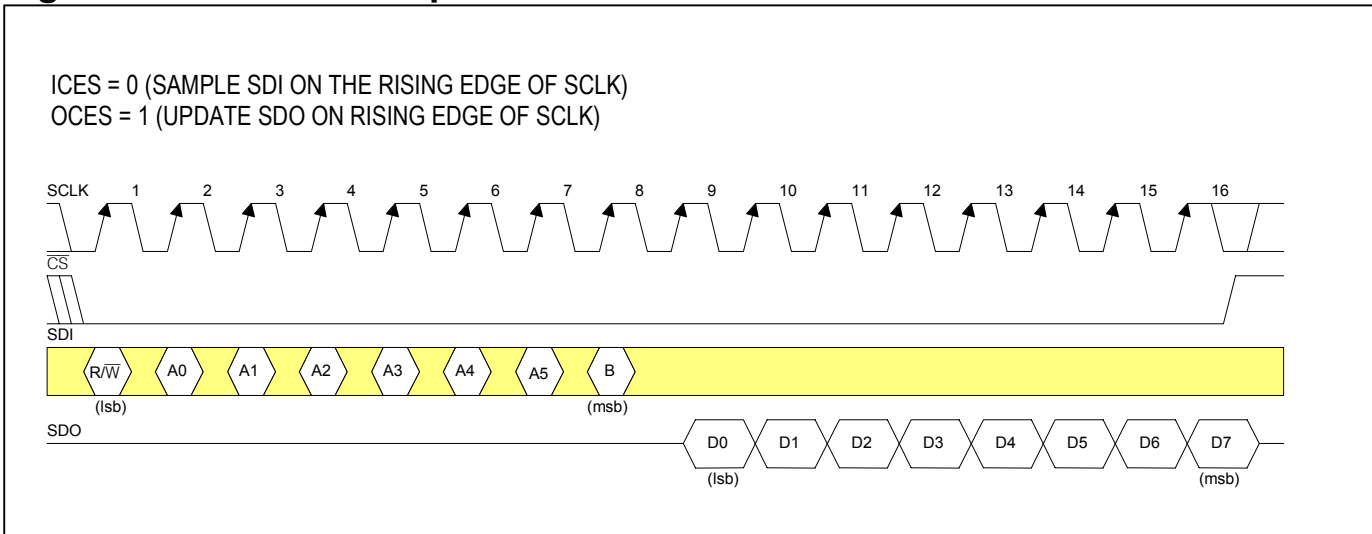 ICES = 0 (SAMPLE SDI ON THE RISING EDGE OF SCLK)
OCES = 1 (UPDATE SDO ON RISING EDGE OF SCLK)
SCLK 1 2 3 4 5 6 7 8 9 10 11 12 13 14 15 16
C̅S̅
SDI
R/W̅ A0 A1 A2 A3 A4 A5 B
(lsb) (msb)
SDO
D0 D1 D2 D3 D4 D5 D6 D7
(lsb) (msb)